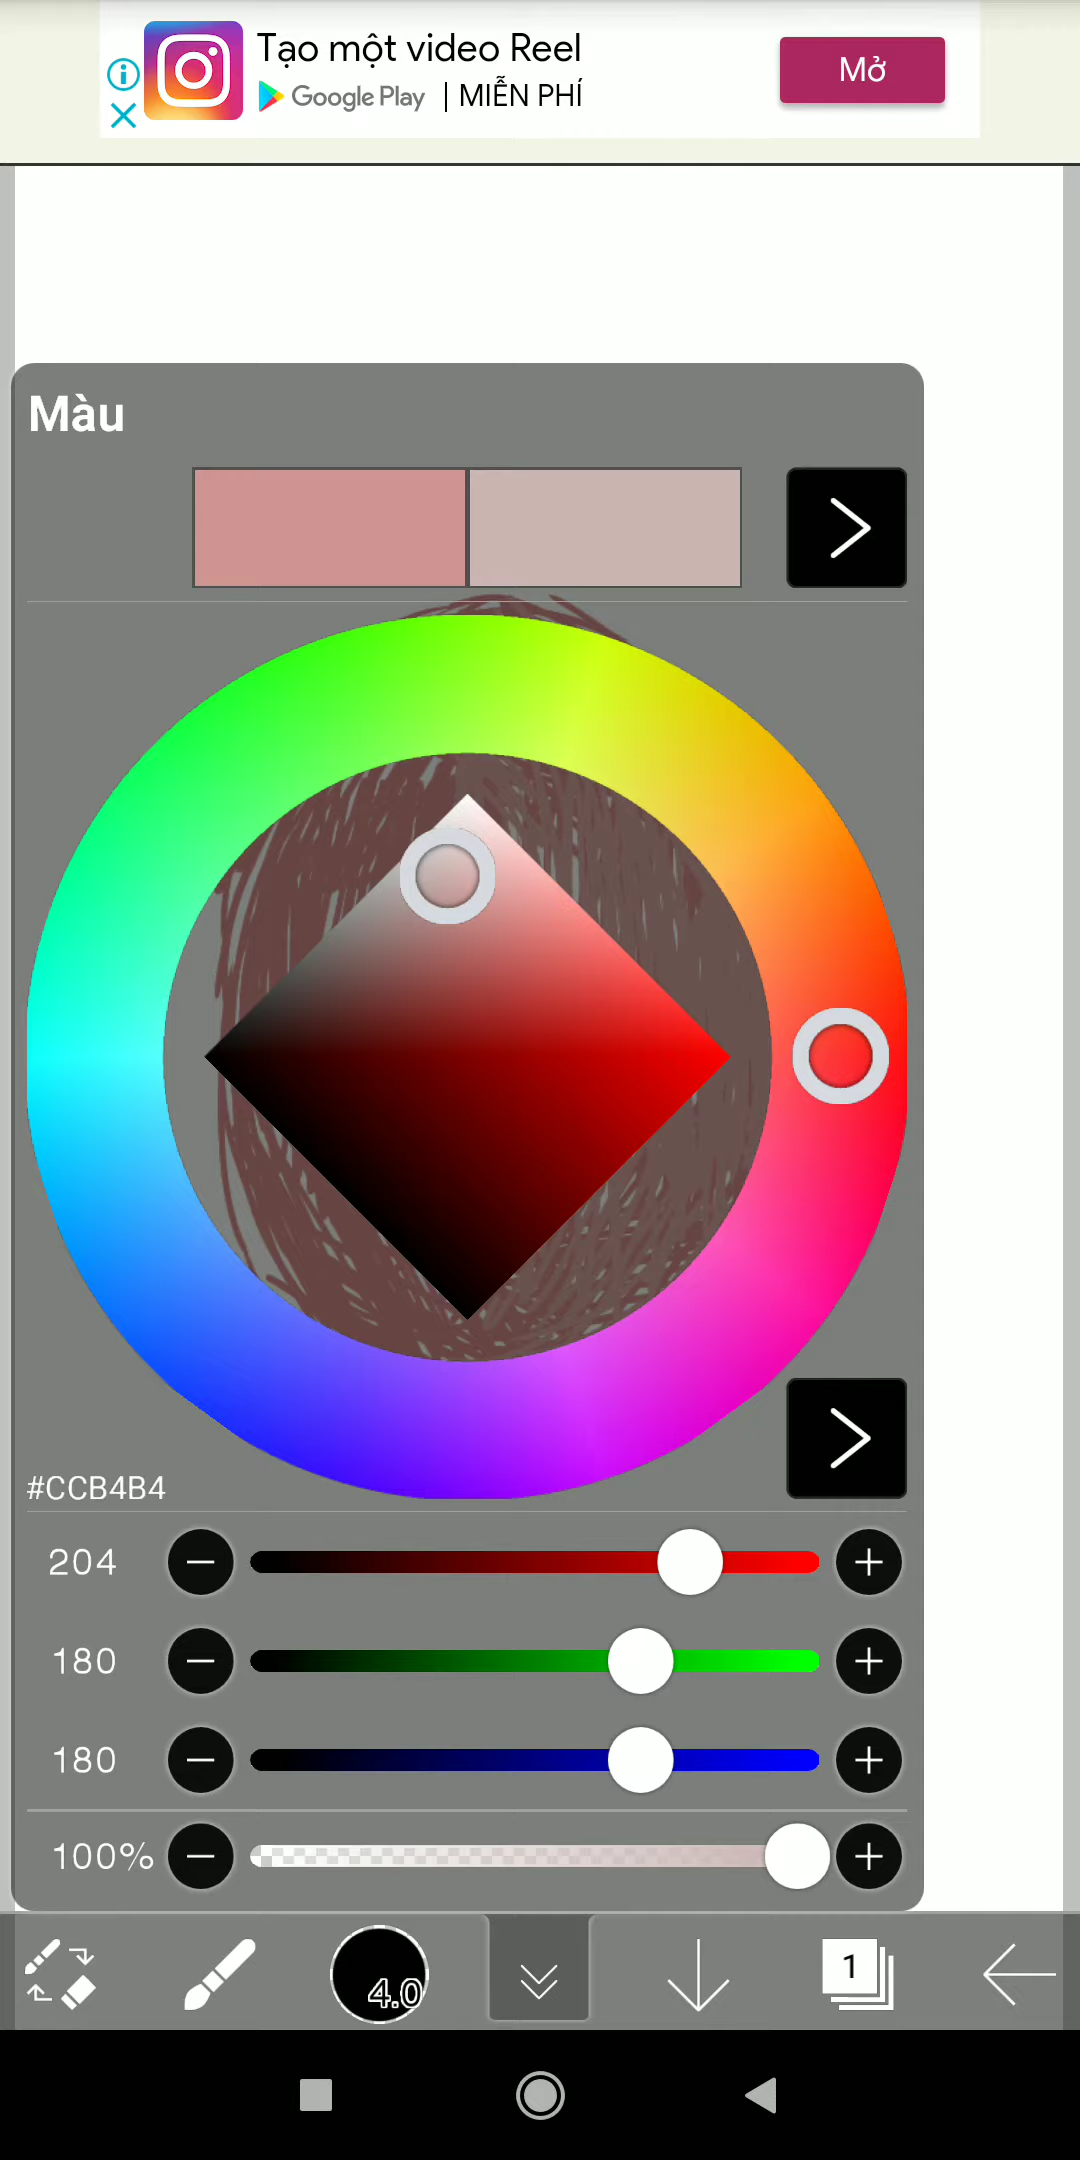 Tạo một video Reel
Google Play | MIỄN PHÍ
Mở
Màu
#CCB4B4
204
180
180
100%
4.0
1